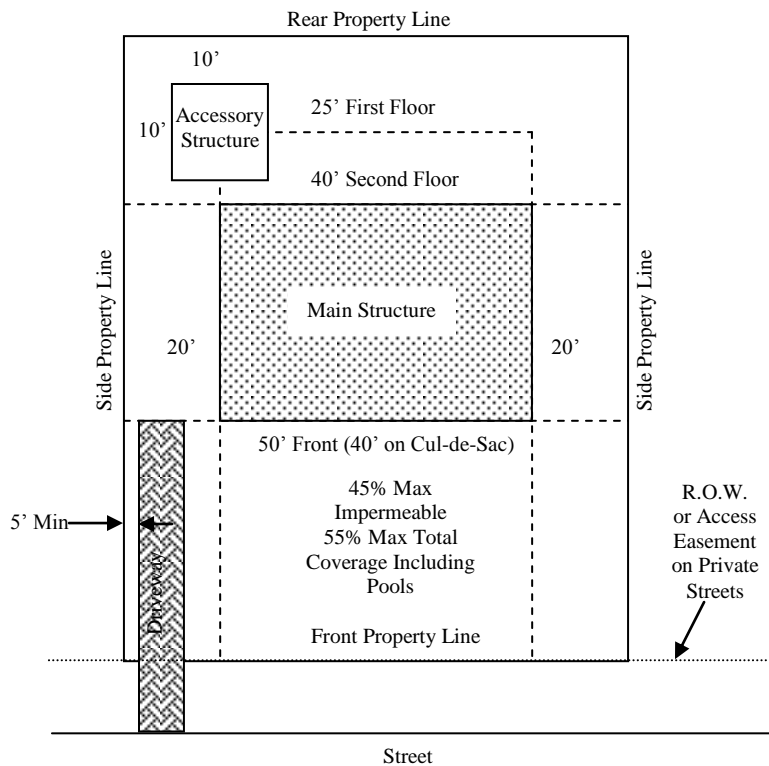 Rear Property Line
10’
10’
Accessory
Structure
25’ First Floor
40’ Second Floor
Side Property Line
Main Structure
20’
20’
Side Property Line
50’ Front (40’ on Cul-de-Sac)
45% Max
Impermeable
55% Max Total
Coverage Including
Pools
5’ Min
Driveway
R.O.W.
or Access
Easement
on Private
Streets
Front Property Line
Street